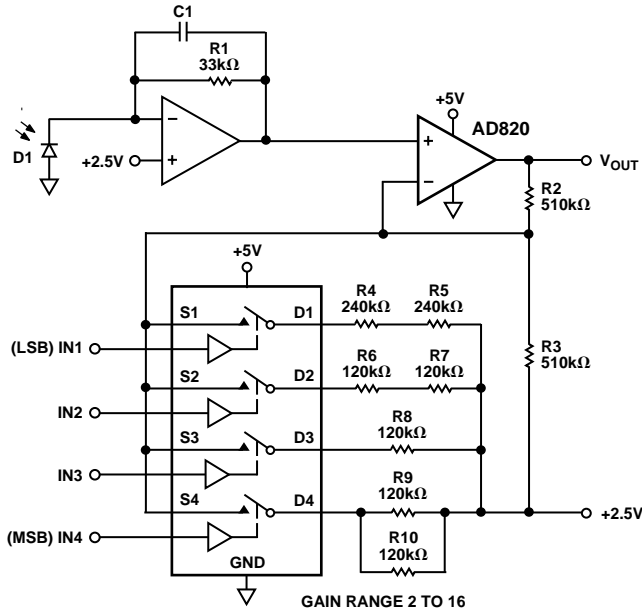 C1
R1
33kΩ
D1
+2.5V
+5V
AD820
VOUT
R2
510kΩ
+5V
S1
D1
R4
240kΩ
R5
240kΩ
(LSB) IN1
R3
510kΩ
S2
D2
R6
120kΩ
R7
120kΩ
IN2
S3
D3
R8
120kΩ
IN3
S4
D4
R9
120kΩ
+2.5V
(MSB) IN4
R10
120kΩ
GND
GAIN RANGE 2 TO 16